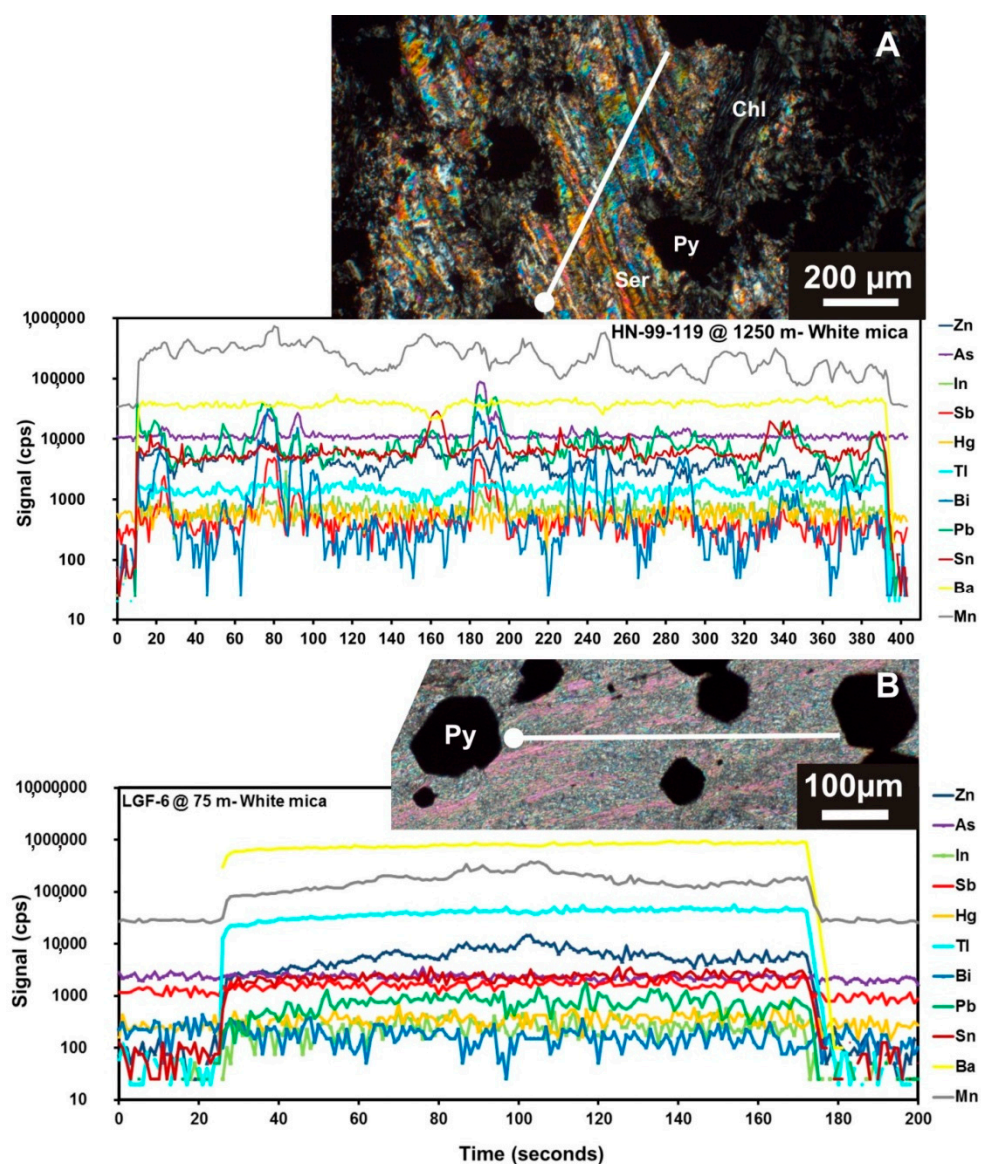 A
Chl
Py
Ser
200 µm
HN-99-119 @ 1250 m- White mica
Signal (cps)
1,000,000
100,000
10,000
1000
100
10
0 20 40 60 80 100 120 140 160 180 200 220 240 260 280 300 320 340 360 380 400
Zn
As
In
Sb
Hg
Tl
Bi
Pb
Sn
Ba
Mn
B
Py
100µm
LGF-6 @ 75 m- White mica
Signal (cps)
10,000000
1,000000
100,000
10,000
1000
100
10
0 20 40 60 80 100 120 140 160 180 200
Time (seconds)
Zn
As
In
Sb
Hg
Tl
Bi
Pb
Sn
Ba
Mn